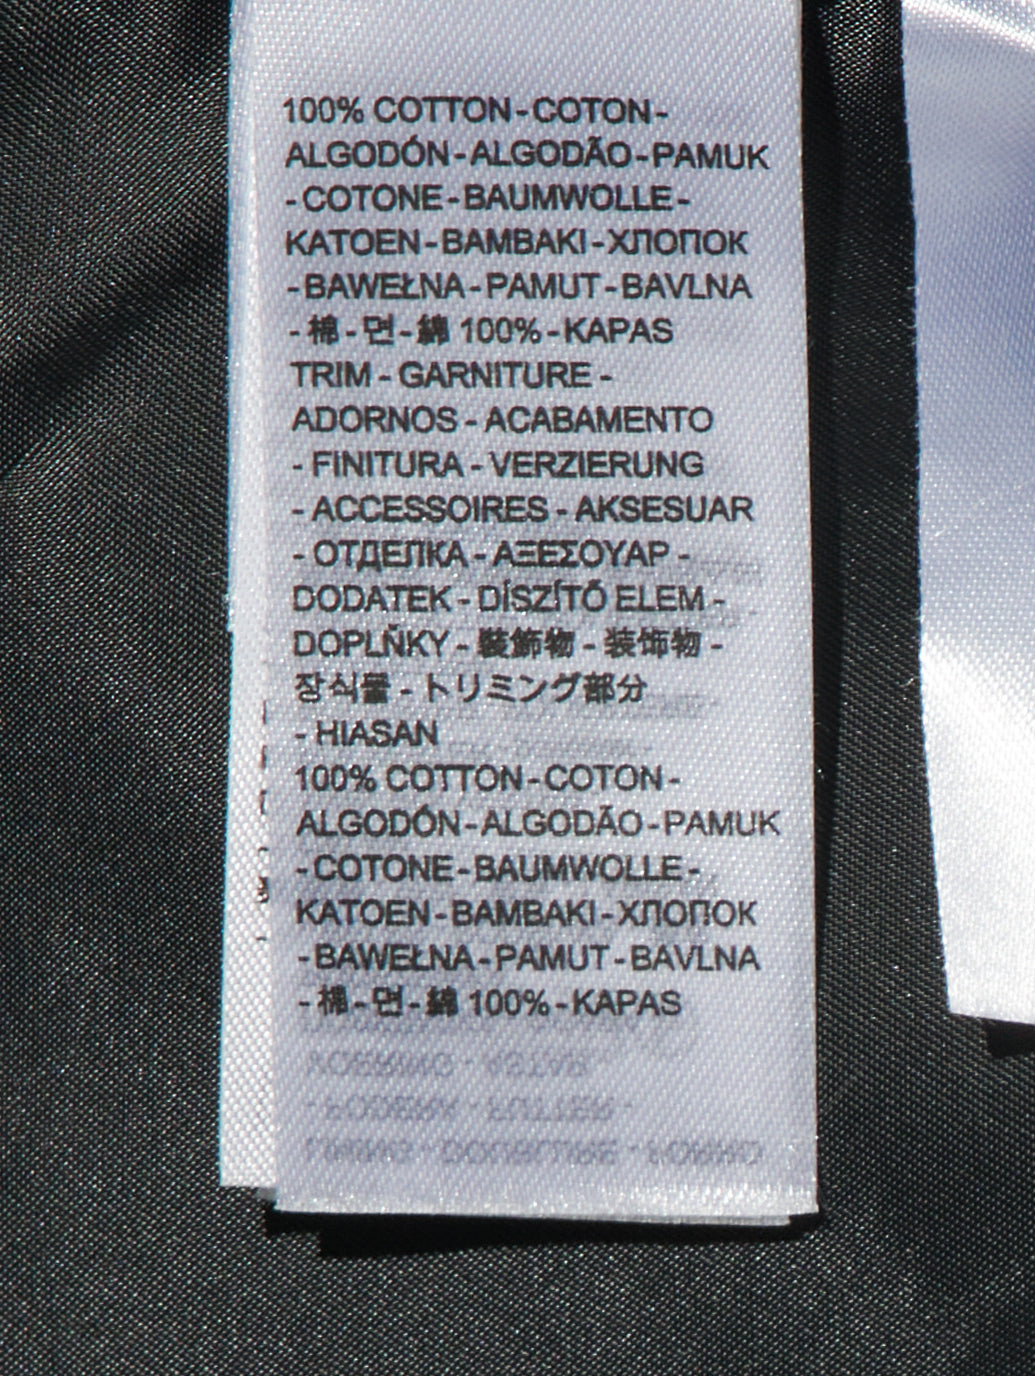 100% COTTON - COTON -
ALGODÓN - ALGODÃO - PAMUK
- COTONE - BAUMWOLLE -
KATOEN - BAMBAKI - ХЛОПОК
- BAWEŁNA - PAMUT - BAVLNA
- 棉 - 면 - 綿 100% - KAPAS
TRIM - GARNITURE -
ADORNOS - ACABAMENTO
- FINITURA - VERZIERUNG
- ACCESSOIRES - AKSESUAR
- ОТДЕЛКА - ΑΞΕΣΟΥΑΡ -
DODATEK - DÍSZÍTŐ ELEM -
DOPLŇKY - 裝飾物 - 装饰物 -
장식물 - トリミング部分
- HIASAN
100% COTTON - COTON -
ALGODÓN - ALGODÃO - PAMUK
- COTONE - BAUMWOLLE -
KATOEN - BAMBAKI - ХЛОПОК
- BAWEŁNA - PAMUT - BAVLNA
- 棉 - 면 - 綿 100% - KAPAS